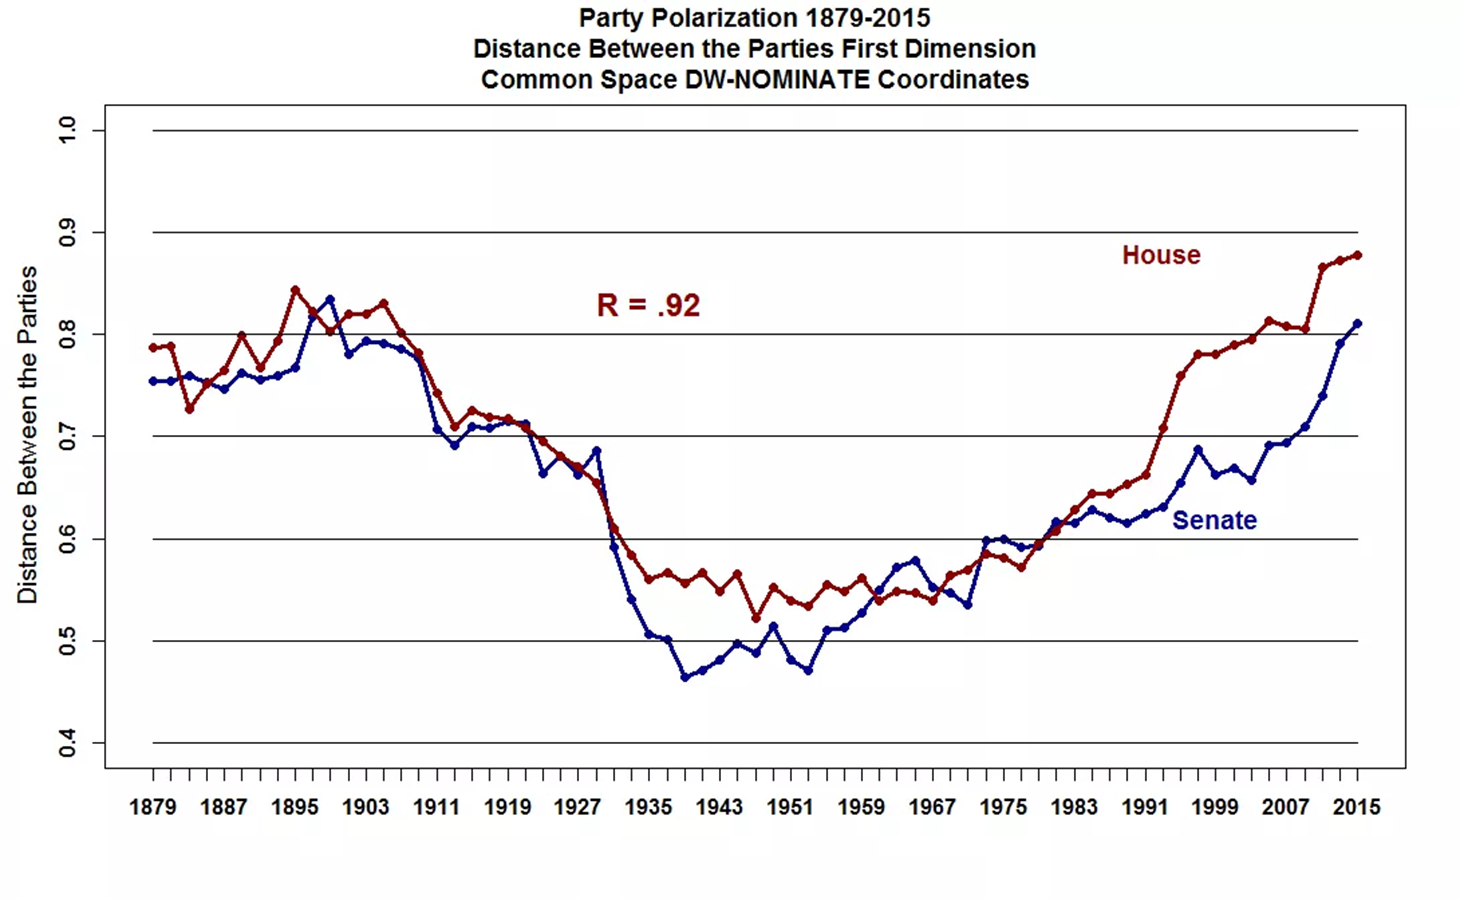 Party Polarization 1879-2015
Distance Between the Parties First Dimension
Common Space DW-NOMINATE Coordinates
Distance Between the Parties
1.0
0.9
0.8
0.7
0.6
0.5
0.4
House
R = .92
Senate
1879 1887 1895 1903 1911 1919 1927 1935 1943 1951 1959 1967 1975 1983 1991 1999 2007 2015